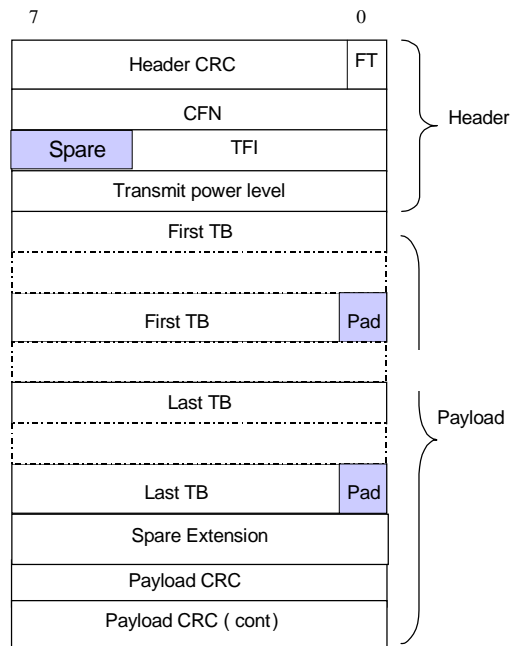 7 0
Header CRC FT
Header
CFN
Spare TFI
Transmit power level
First TB
First TB Pad
Last TB
Payload
Last TB Pad
Spare Extension
Payload CRC
Payload CRC ( cont)